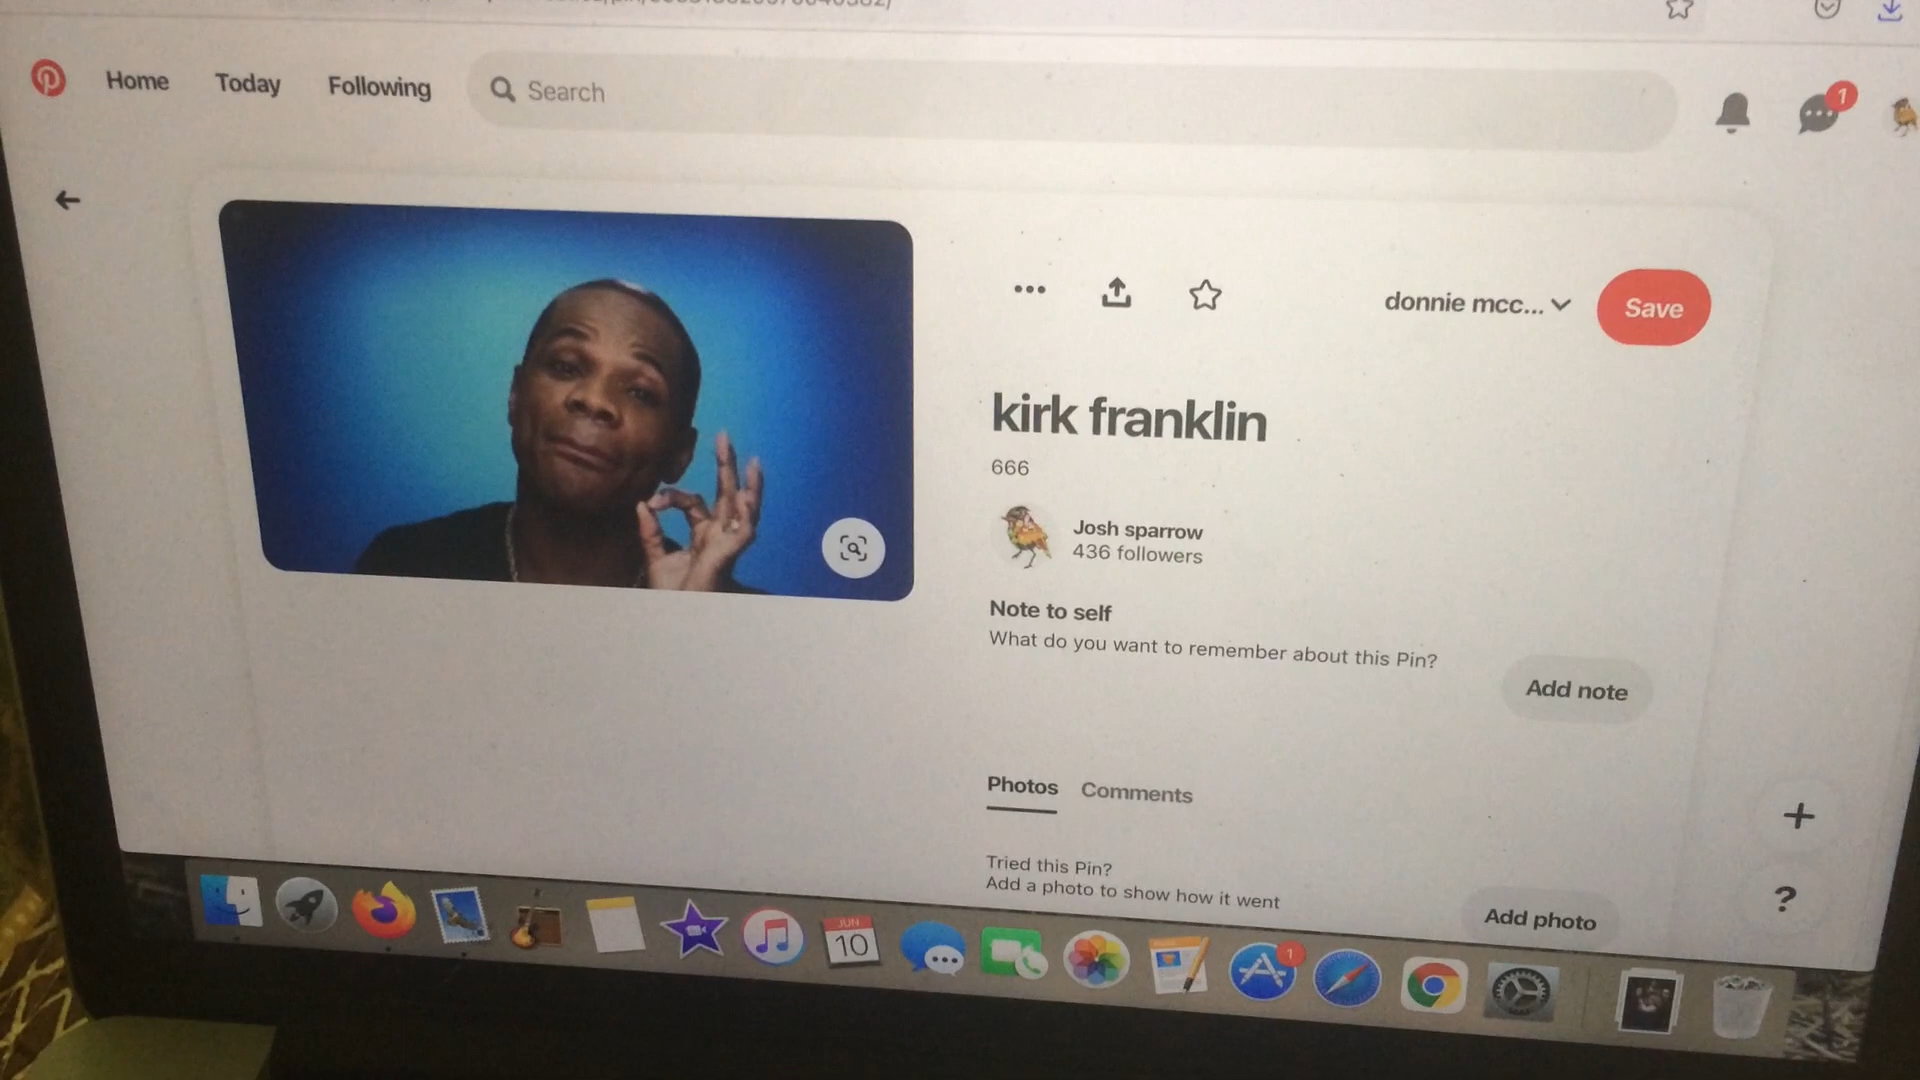 Home Today Following Search
1
donnie mcc... Save
kirk franklin
666
Josh sparrow
436 followers
Note to self
What do you want to remember about this Pin?
Add note
Photos Comments
Tried this Pin?
Add a photo to show how it went
Add photo
+
?
JUN
10
1